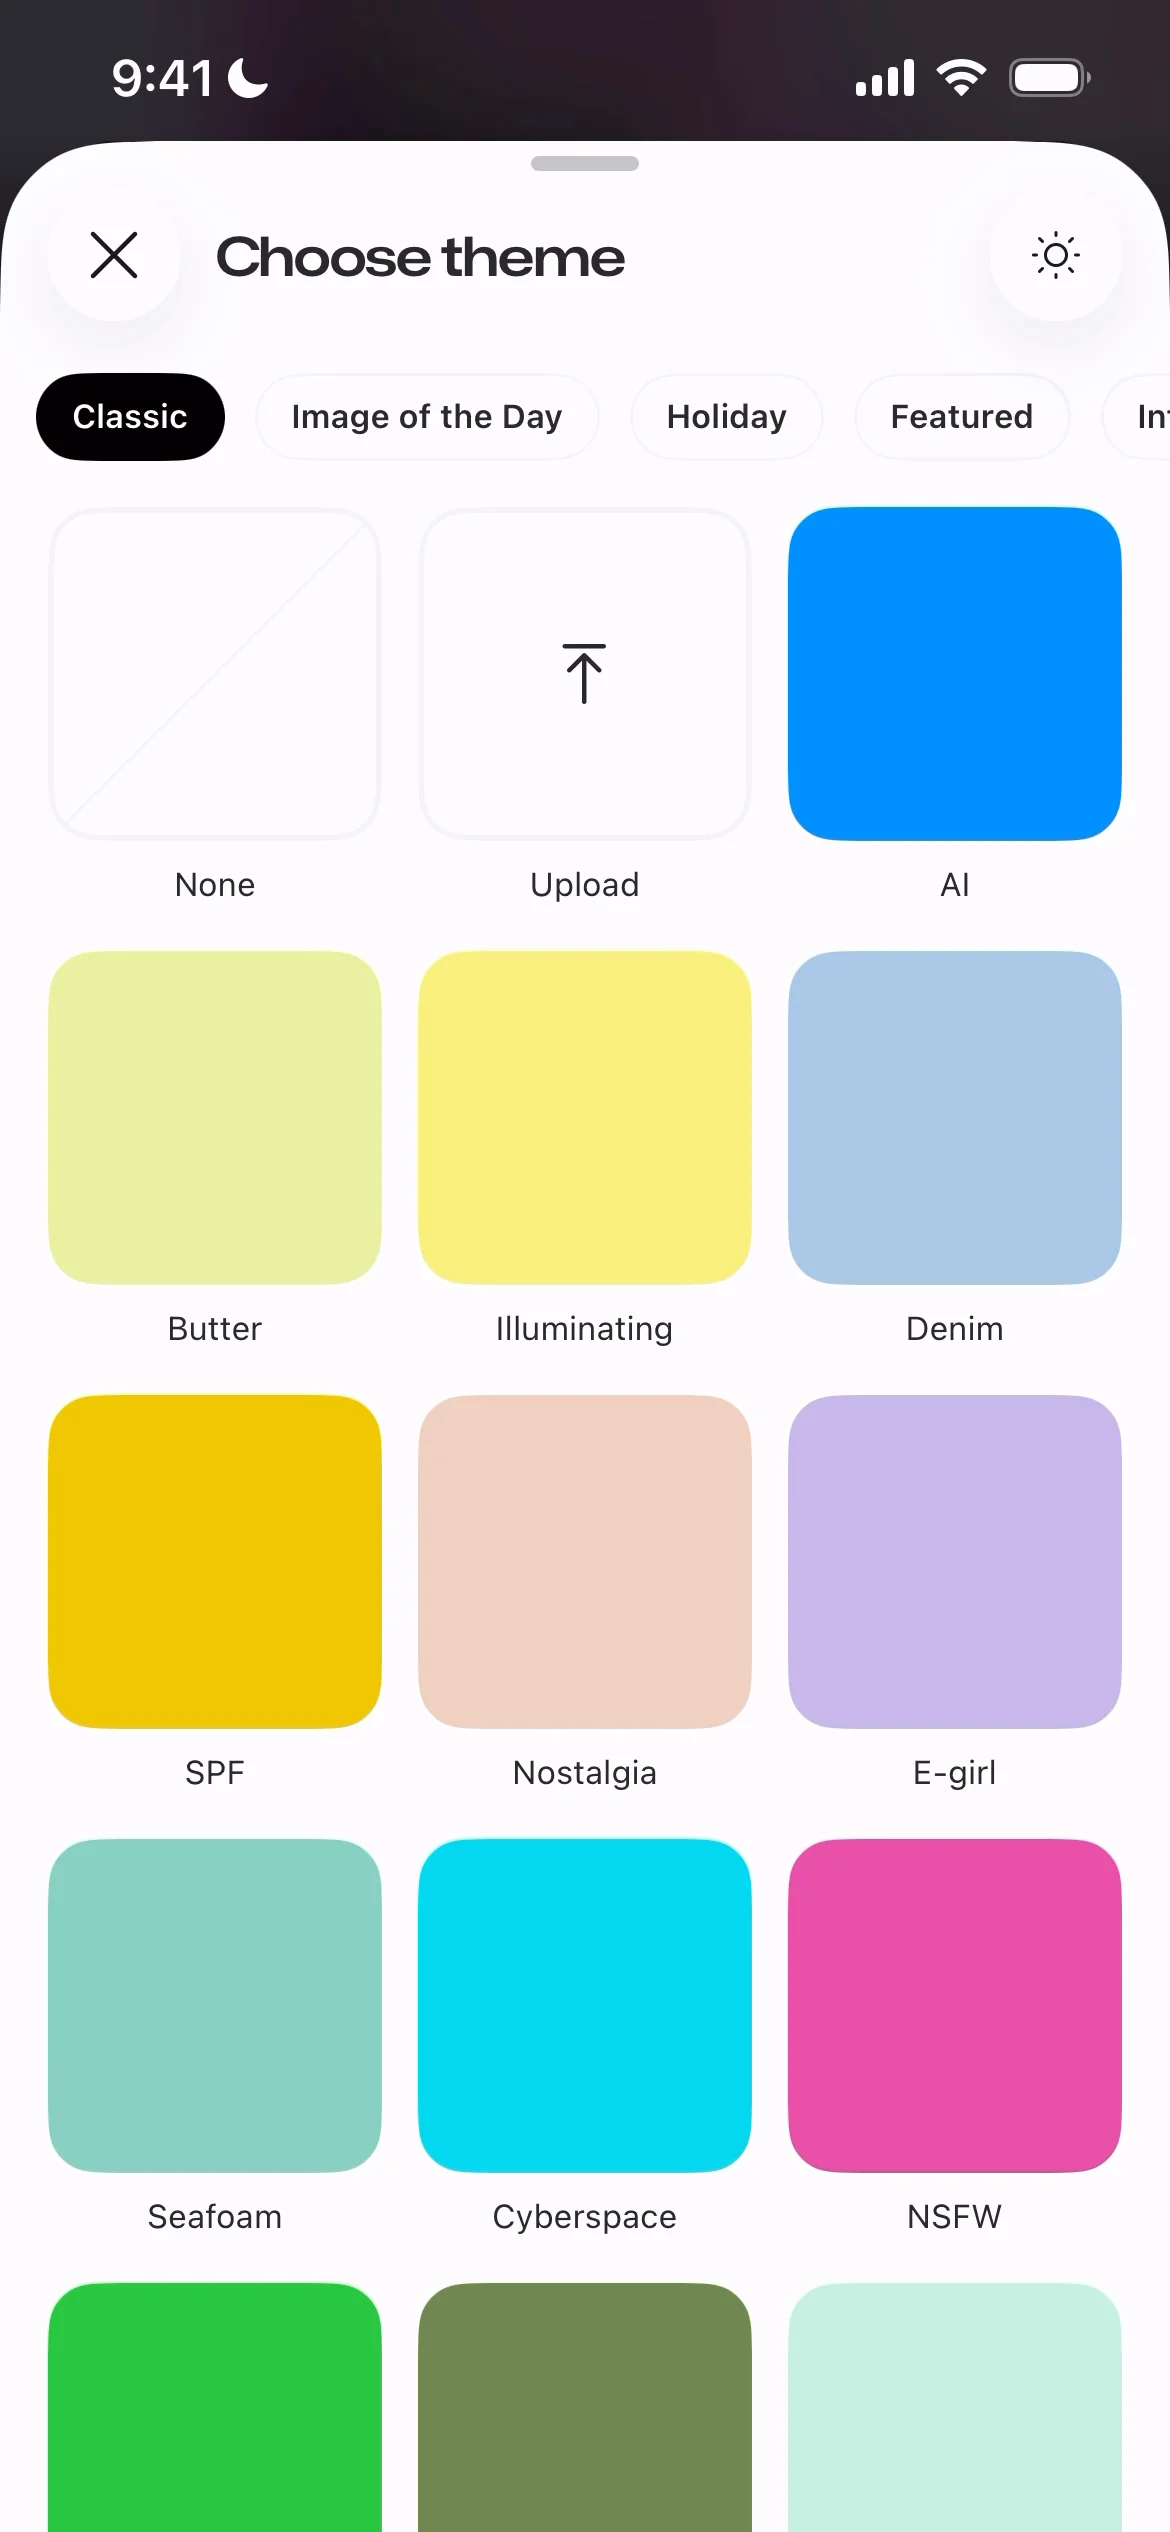 9:41
Choose theme
Classic Image of the Day Holiday Featured
None Upload AI
Butter Illuminating Denim
SPF Nostalgia E-girl
Seafoam Cyberspace NSFW